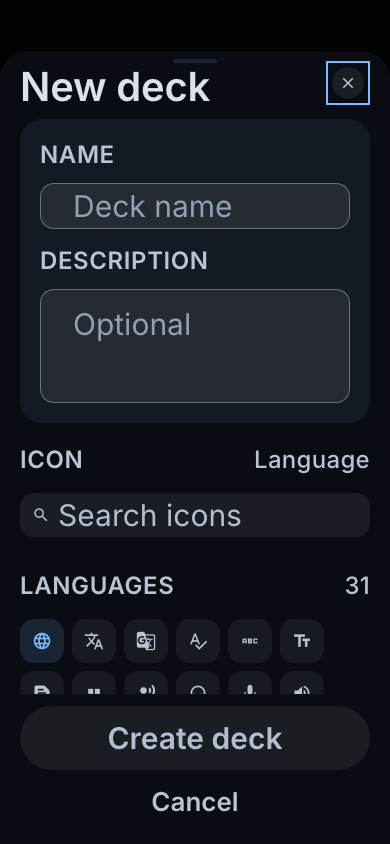 New deck
NAME
Deck name
DESCRIPTION
Optional
ICON
Language
Search icons
LANGUAGES
31
ABC
Tт
Create deck
Cancel